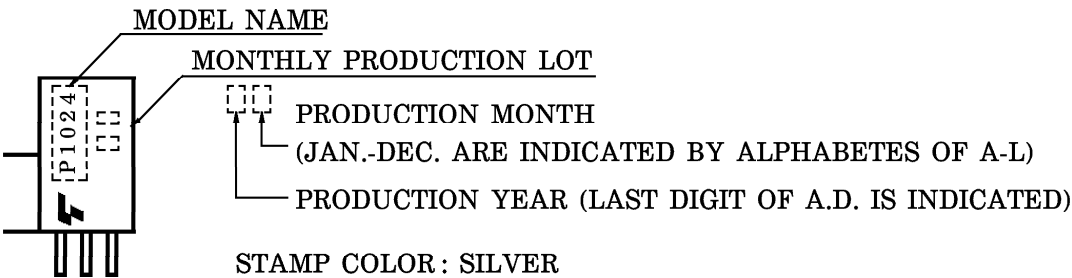 MODEL NAME
MONTHLY PRODUCTION LOT
P1024
PRODUCTION MONTH
(JAN.-DEC. ARE INDICATED BY ALPHABETES OF A-L)
PRODUCTION YEAR (LAST DIGIT OF A.D. IS INDICATED)
STAMP COLOR : SILVER